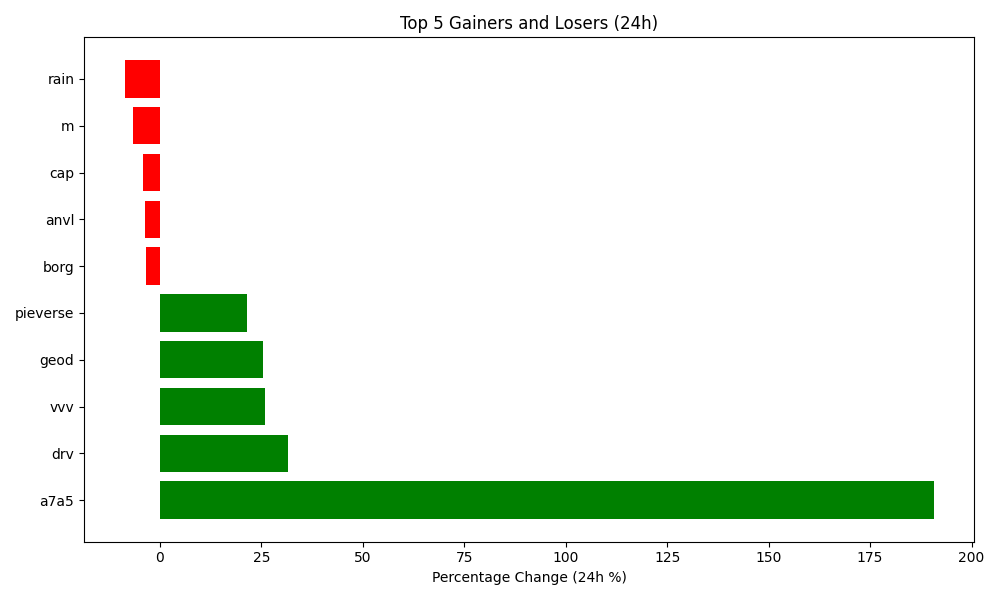 Top 5 Gainers and Losers (24h)
rain
m
cap
anvl
borg
pieverse
geod
vvv
drv
a7a5
0 25 50 75 100 125 150 175 200
Percentage Change (24h %)